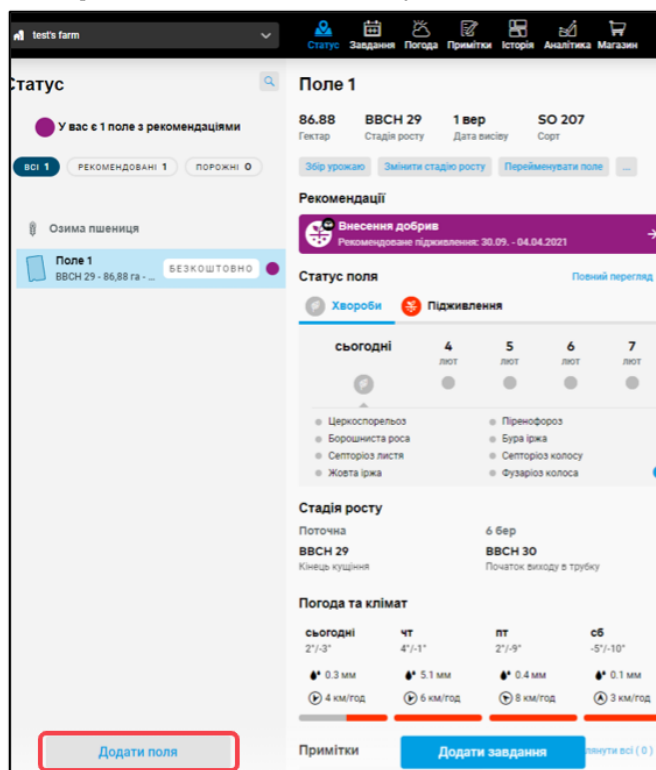 test's farm
Статус
Завдання
Погода
Примітки
Історія
Аналітика
Магазин
татус
У вас є 1 поле з рекомендаціями
ВСІ 1
РЕКОМЕНДОВАНІ 1
ПОРОЖНІ 0
Озима пшениця
Поле 1
BBCH 29 - 86,88 га - ...
БЕЗКОШТОВНО
Додати поля
Поле 1
86.88 BBCH 29 1 вер SO 207
Гектар Стадія росту Дата висіву Сорт
Збір урожаю Змінити стадію росту Перейменувати поле ...
Рекомендації
Внесення добрив
Рекомендоване підживлення: 30.09. - 04.04.2021
Статус поля Повний перегляд
Хвороби Підживлення
сьогодні 4 5 6 7
лют лют лют лют
Церкоспорельоз Піренофороз
Борошниста роса Бура іржа
Септоріоз листя Септоріоз колосу
Жовта іржа Фузаріоз колоса
Стадія росту
Поточна 6 бер
BBCH 29 BBCH 30
Кінець кущіння Початок виходу в трубку
Погода та клімат
сьогодні чт пт сб
2°/-3° 4°/-1° 2°/-9° -5°/-10°
0.3 мм 5.1 мм 0.4 мм 0.1 мм
4 км/год 6 км/год 8 км/год 3 км/год
Примітки Додати завдання лянути всі ( 0 )